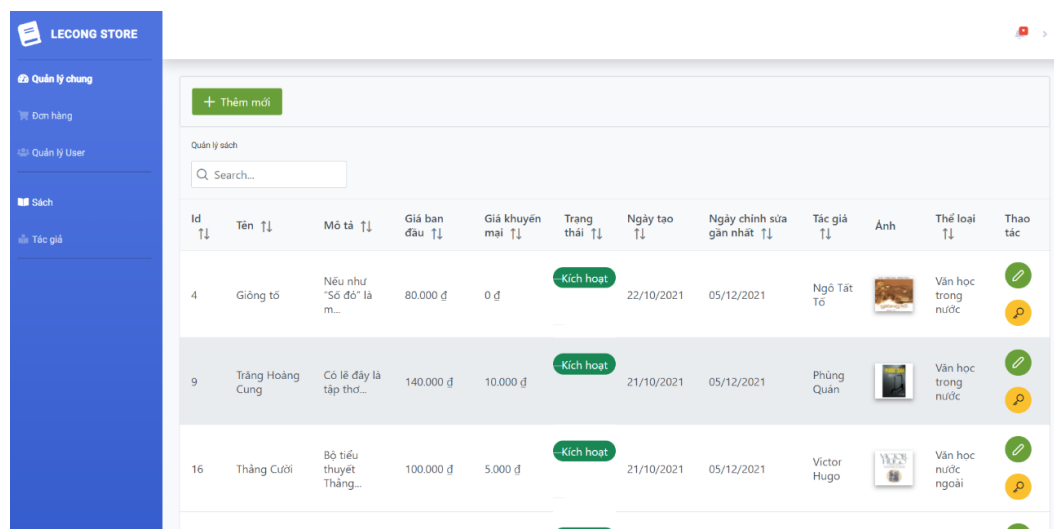 LECONG STORE
Quản lý chung
Đơn hàng
Quản lý User
Sách
Tác giả
+ Thêm mới
Quản lý sách
Search...
Id Tên Mô tả Giá ban đầu Giá khuyến mại Trạng thái Ngày tạo Ngày chỉnh sửa gần nhất Tác giả Ảnh Thể loại Thao tác
4 Giông tố Nếu như "Số đỏ" là m... 80.000 ₫ 0 ₫ Kích hoạt 22/10/2021 05/12/2021 Ngô Tất Tố Văn học trong nước
9 Trăng Hoàng Cung Có lẽ đây là tập thơ... 140.000 ₫ 10.000 ₫ Kích hoạt 21/10/2021 05/12/2021 Phùng Quán Văn học trong nước
16 Thằng Cười Bộ tiểu thuyết Thằng... 100.000 ₫ 5.000 ₫ Kích hoạt 21/10/2021 05/12/2021 Victor Hugo VICTOR HUGO Văn học nước ngoài